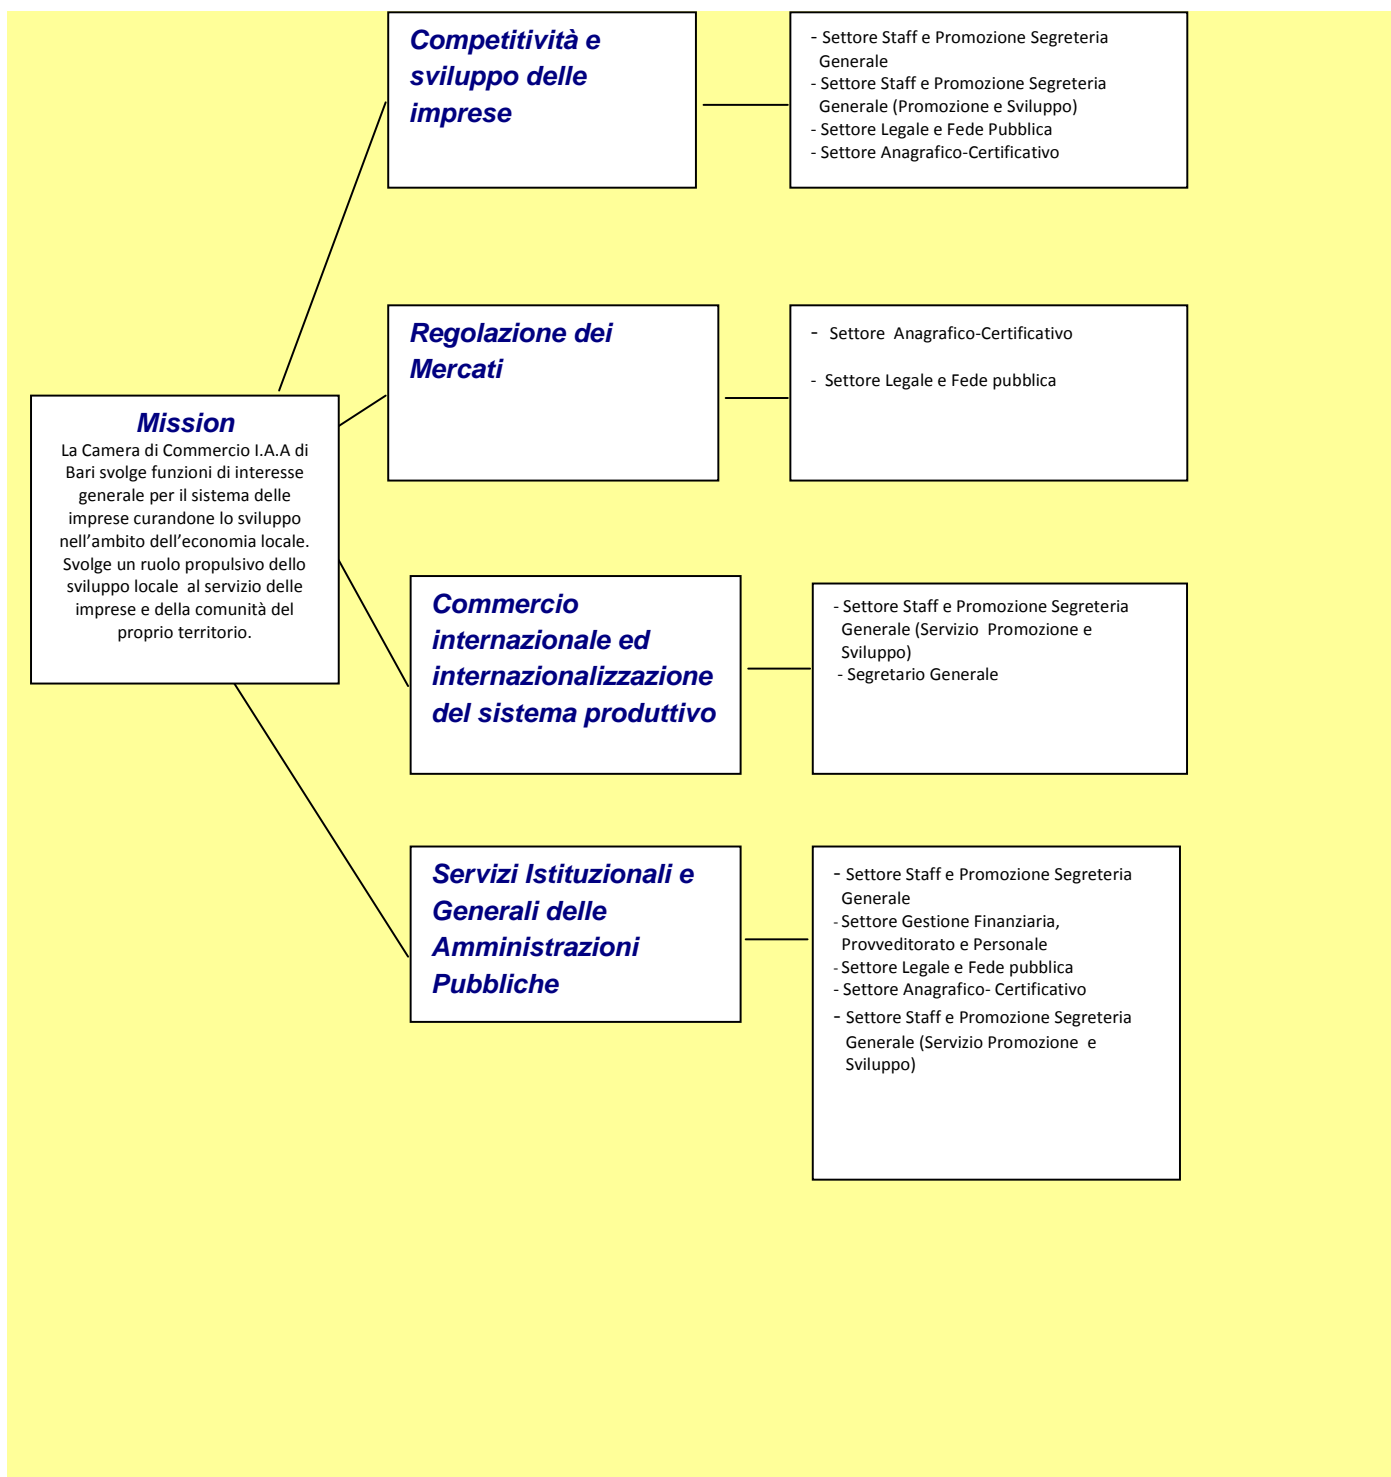 Competitività e
sviluppo delle
imprese
- Settore Staff e Promozione Segreteria
Generale
- Settore Staff e Promozione Segreteria
Generale (Promozione e Sviluppo)
- Settore Legale e Fede Pubblica
- Settore Anagrafico-Certificativo
Regolazione dei
Mercati
- Settore Anagrafico-Certificativo
- Settore Legale e Fede pubblica
Mission
La Camera di Commercio I.A.A di
Bari svolge funzioni di interesse
generale per il sistema delle
imprese curandone lo sviluppo
nell’ambito dell’economia locale.
Svolge un ruolo propulsivo dello
sviluppo locale al servizio delle
imprese e della comunità del
proprio territorio.
Commercio
internazionale ed
internazionalizzazione
del sistema produttivo
- Settore Staff e Promozione Segreteria
Generale (Servizio Promozione e
Sviluppo)
- Segretario Generale
Servizi Istituzionali e
Generali delle
Amministrazioni
Pubbliche
- Settore Staff e Promozione Segreteria
Generale
- Settore Gestione Finanziaria,
Provveditorato e Personale
- Settore Legale e Fede pubblica
- Settore Anagrafico- Certificativo
- Settore Staff e Promozione Segreteria
Generale (Servizio Promozione e
Sviluppo)